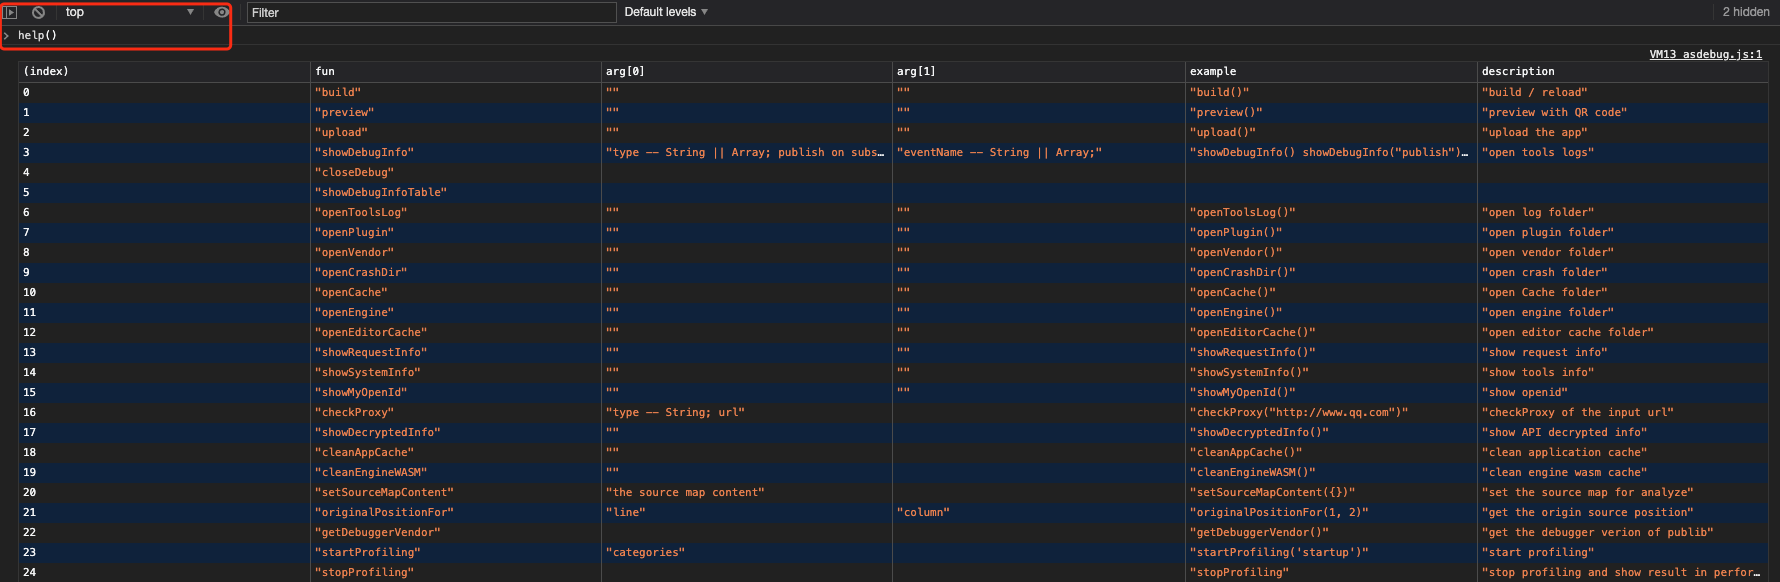 top ▼ Filter Default levels ▼ 2 hidden
> help()
VM13 asdebug.js:1
(index) fun arg[0] arg[1] example description
0 "build" "" "" "build()" "build / reload"
1 "preview" "" "" "preview()" "preview with QR code"
2 "upload" "" "" "upload()" "upload the app"
3 "showDebugInfo" "type -- String || Array; publish on subs… "eventName -- String || Array;" "showDebugInfo() showDebugInfo("publish")… "open tools logs"
4 "closeDebug"
5 "showDebugInfoTable"
6 "openToolsLog" "" "" "openToolsLog()" "open log folder"
7 "openPlugin" "" "" "openPlugin()" "open plugin folder"
8 "openVendor" "" "" "openVendor()" "open vendor folder"
9 "openCrashDir" "" "" "openCrashDir()" "open crash folder"
10 "openCache" "" "" "openCache()" "open Cache folder"
11 "openEngine" "" "" "openEngine()" "open engine folder"
12 "openEditorCache" "" "" "openEditorCache()" "open editor cache folder"
13 "showRequestInfo" "" "" "showRequestInfo()" "show request info"
14 "showSystemInfo" "" "" "showSystemInfo()" "show tools info"
15 "showMyOpenId" "" "" "showMyOpenId()" "show openid"
16 "checkProxy" "type -- String; url" "checkProxy("http://www.qq.com")" "checkProxy of the input url"
17 "showDecryptedInfo" "" "showDecryptedInfo()" "show API decrypted info"
18 "cleanAppCache" "" "cleanAppCache()" "clean application cache"
19 "cleanEngineWASM" "" "cleanEngineWASM()" "clean engine wasm cache"
20 "setSourceMapContent" "the source map content" "setSourceMapContent({})" "set the source map for analyze"
21 "originalPositionFor" "line" "column" "originalPositionFor(1, 2)" "get the origin source position"
22 "getDebuggerVendor" "getDebuggerVendor()" "get the debugger verion of publib"
23 "startProfiling" "categories" "startProfiling('startup')" "start profiling"
24 "stopProfiling" "stopProfiling" "stop profiling and show result in perfor…